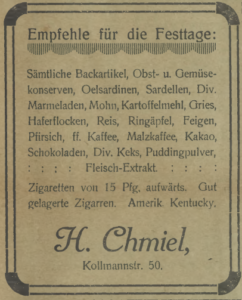 Empfehle für die Festtage:
Sämtliche Backartikel, Obst- u. Gemüse-
konserven, Oelsardinen, Sardellen, Div.
Marmeladen, Mohn, Kartoffelmehl, Gries,
Haferflocken, Reis, Ringäpfel, Feigen,
Pfirsich, ff. Kaffee, Malzkaffee, Kakao,
Schokoladen, Div. Keks, Puddingpulver,
: : : : Fleisch-Extrakt. : : : :
Zigaretten von 15 Pfg. aufwärts. Gut
gelagerte Zigarren. Amerik. Kentucky.
H. Chmiel,
Kollmannstr. 50.